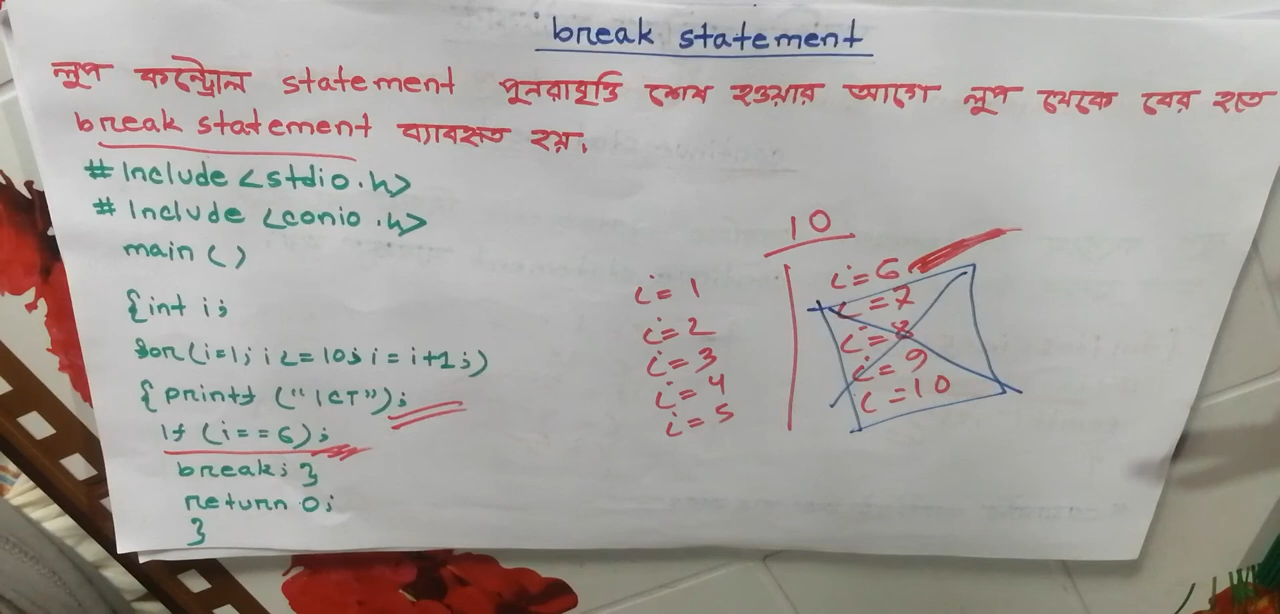 break statement
লুপ কন্ট্রোল statement পুনরাবৃত্তি শেষ হওয়ার আগে লুপ থেকে বের হতে
break statement ব্যবহৃত হয়।
# Include <stdio.h>
# Include <conio.h>
main ()
{int i;
for(i=1; i<=10; i=i+1;)
{ printf ("ICT");
If (i==6);
break; }
return 0;
}
10
i=1
i=2
i=3
i=4
i=5
i=6
i=7
i=8
i=9
i=10